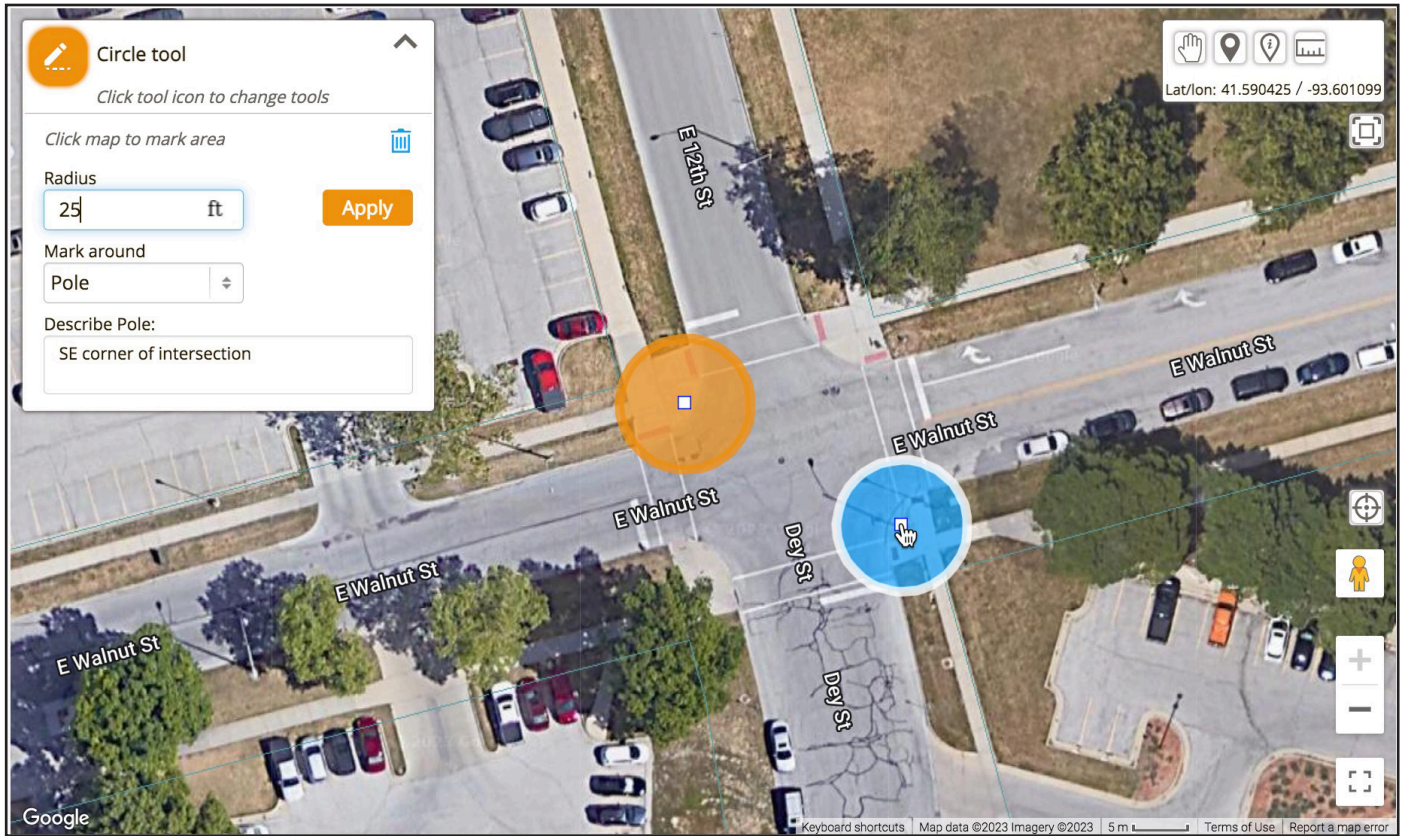 Circle tool
Click tool icon to change tools
Click map to mark area
Radius
25 ft
Apply
Mark around
Pole
Describe Pole:
SE corner of intersection
Lat/lon: 41.590425 / -93.601099
E 12th St
E Walnut St
E Walnut St
E Walnut St
Dey St
E Walnut St
E Walnut St
Dey St
Google
Keyboard shortcuts
Map data ©2023 Imagery ©2023
5 m
Terms of Use
Report a map error